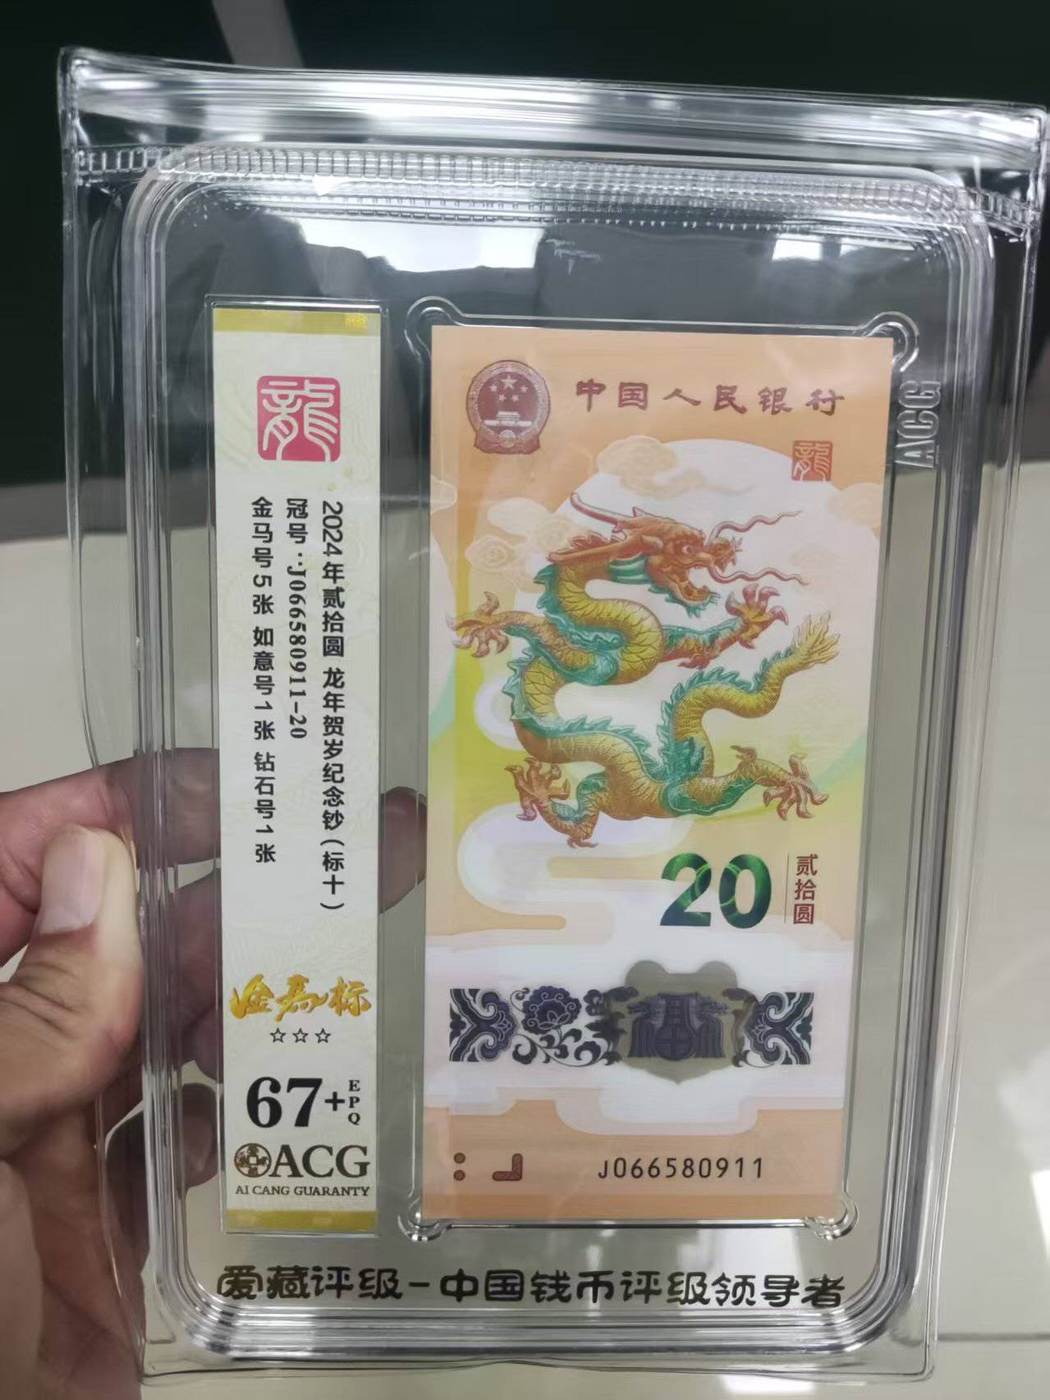 龍
2024年贰拾圆 龙年贺岁纪念钞(标十)
冠号:J066580911-20
金马号5张 如意号1张 钻石号1张
金马标
☆☆☆
67+EPQ
ACG
AI CANG GUARANTY
中国人民银行
龍
20
贰拾圆
J066580911
ACG
爱藏评级-中国钱币评级领导者